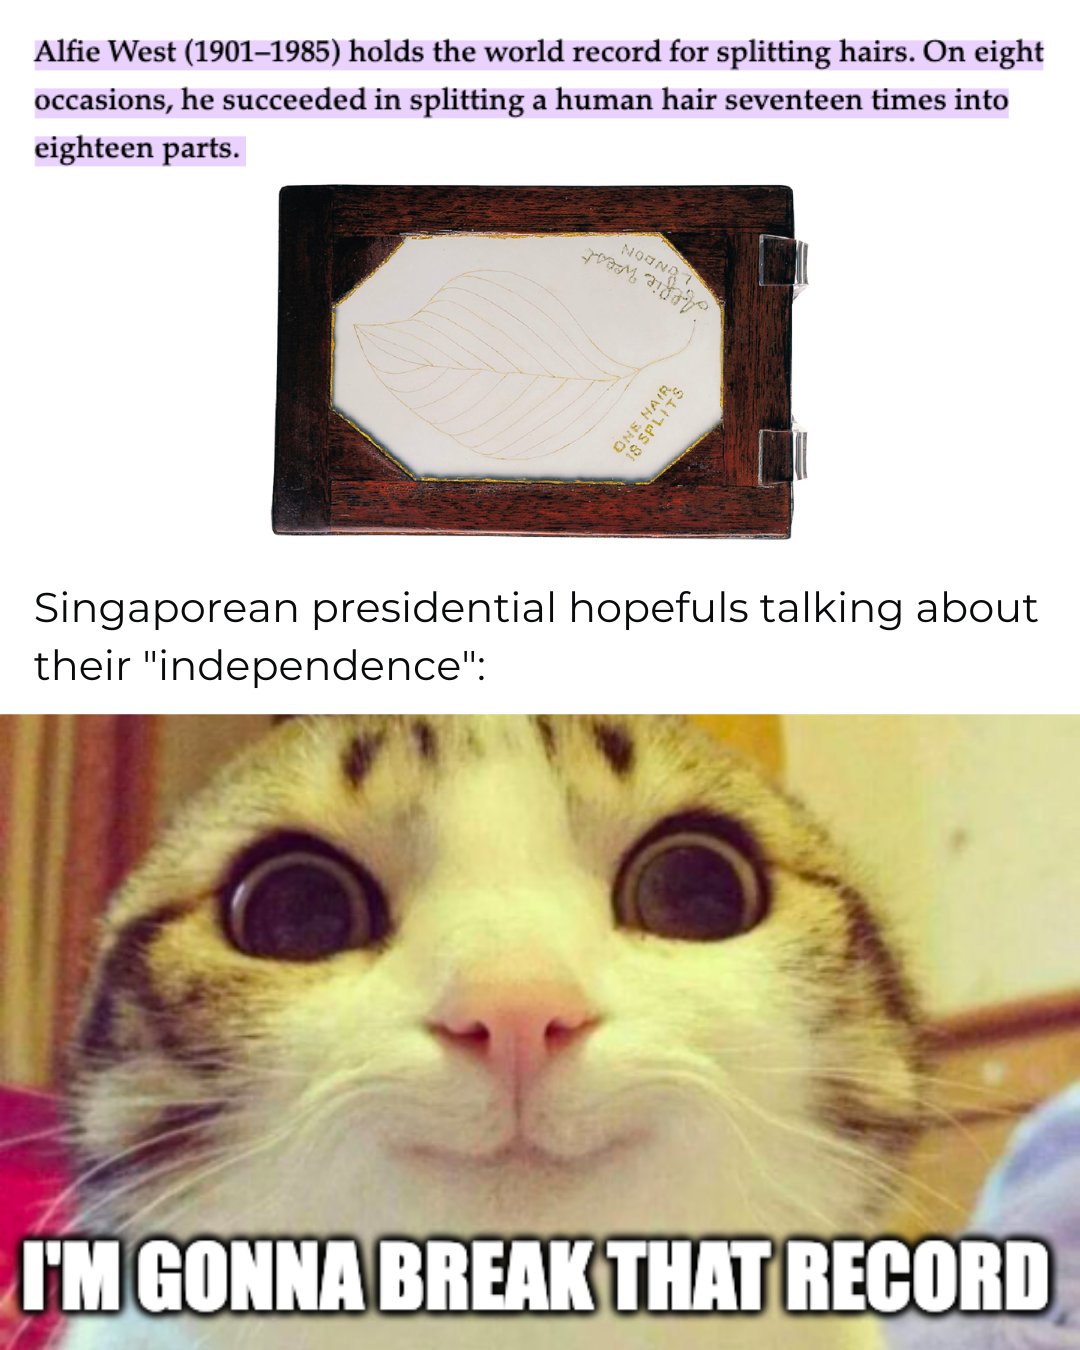 Alfie West (1901–1985) holds the world record for splitting hairs. On eight
occasions, he succeeded in splitting a human hair seventeen times into
eighteen parts.
Alfie West
LONDON
ONE HAIR
18 SPLITS
Singaporean presidential hopefuls talking about
their "independence":
I'M GONNA BREAK THAT RECORD